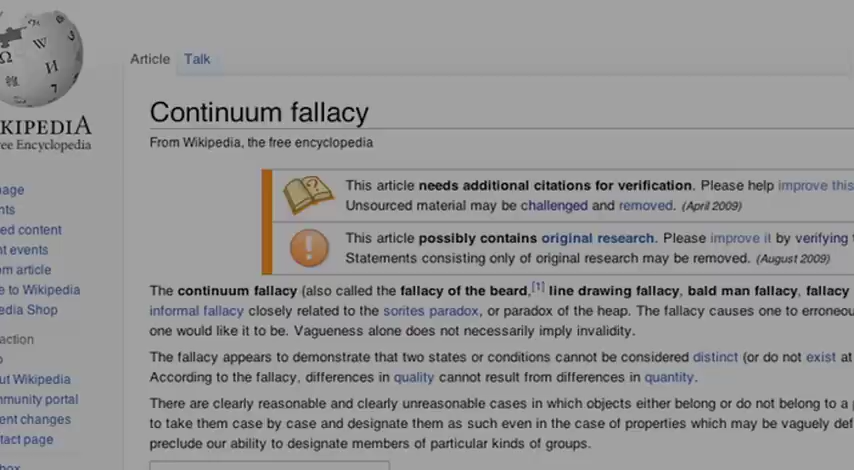 Article Talk
Continuum fallacy
From Wikipedia, the free encyclopedia
This article needs additional citations for verification. Please help improve this
Unsourced material may be challenged and removed. (April 2009)
This article possibly contains original research. Please improve it by verifying
Statements consisting only of original research may be removed. (August 2009)
The continuum fallacy (also called the fallacy of the beard,[1] line drawing fallacy, bald man fallacy, fallacy
informal fallacy closely related to the sorites paradox, or paradox of the heap. The fallacy causes one to erroneou
one would like it to be. Vagueness alone does not necessarily imply invalidity.
The fallacy appears to demonstrate that two states or conditions cannot be considered distinct (or do not exist at
According to the fallacy, differences in quality cannot result from differences in quantity.
There are clearly reasonable and clearly unreasonable cases in which objects either belong or do not belong to a
to take them case by case and designate them as such even in the case of properties which may be vaguely def
preclude our ability to designate members of particular kinds of groups.
KIPEDIA
ree Encyclopedia
age
nts
ed content
nt events
om article
e to Wikipedia
pedia Shop
action
ut Wikipedia
mmunity portal
ent changes
tact page